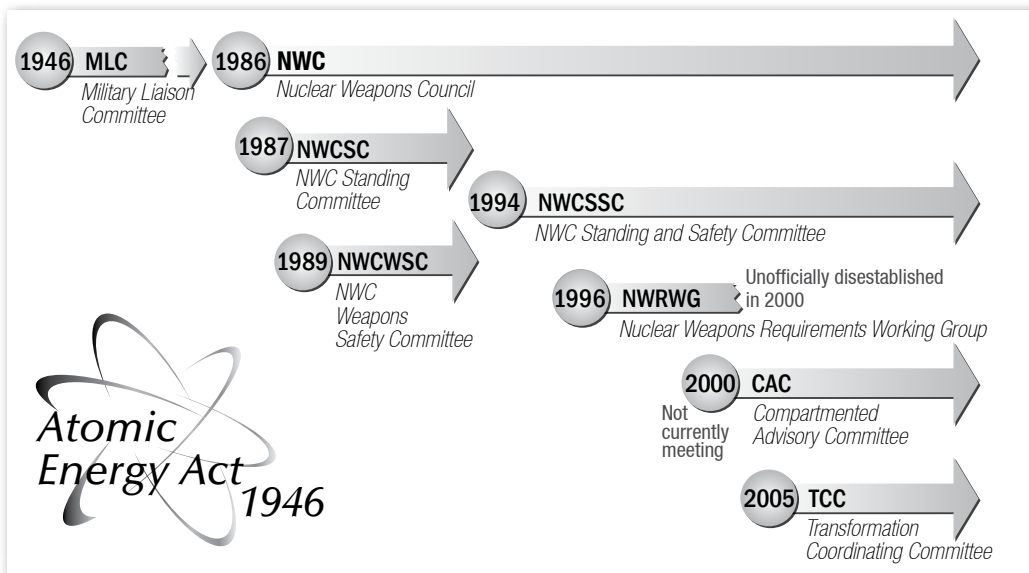 1946 MLC
Military Liaison
Committee
1986 NWC
Nuclear Weapons Council
1987 NWCSC
NWC Standing
Committee
1994 NWCSSC
NWC Standing and Safety Committee
1989 NWCWSC
NWC
Weapons
Safety Committee
1996 NWRWG
Unofficially disestablished
in 2000
Nuclear Weapons Requirements Working Group
2000 CAC
Compartmented
Advisory Committee
Not
currently
meeting
2005 TCC
Transformation
Coordinating Committee
Atomic
Energy Act
1946